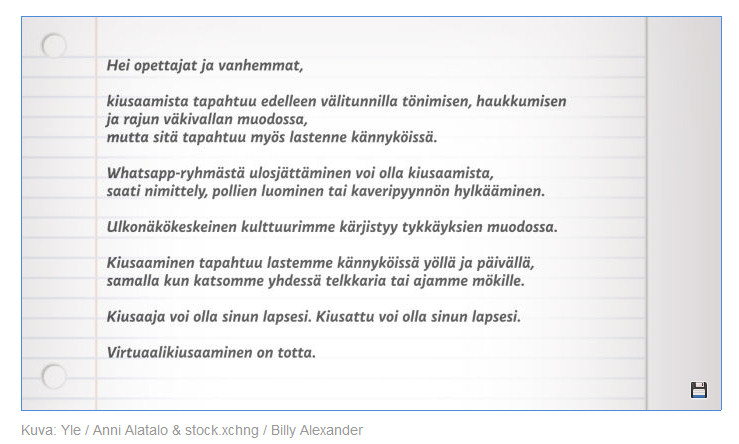 Hei opettajat ja vanhemmat,
kiusaamista tapahtuu edelleen välitunnilla tönimisen, haukkumisen
ja rajun väkivallan muodossa,
mutta sitä tapahtuu myös lastenne kännyköissä.
Whatsapp-ryhmästä ulosjättäminen voi olla kiusaamista,
saati nimittely, pollien luominen tai kaveripyynnön hylkääminen.
Ulkonäkökeskeinen kulttuurimme kärjistyy tykkäyksien muodossa.
Kiusaaminen tapahtuu lastemme kännyköissä yöllä ja päivällä,
samalla kun katsomme yhdessä telkkaria tai ajamme mökille.
Kiusaaja voi olla sinun lapsesi. Kiusattu voi olla sinun lapsesi.
Virtuaalikiusaaminen on totta.
Kuva: Yle / Anni Alatalo & stock.xchng / Billy Alexander